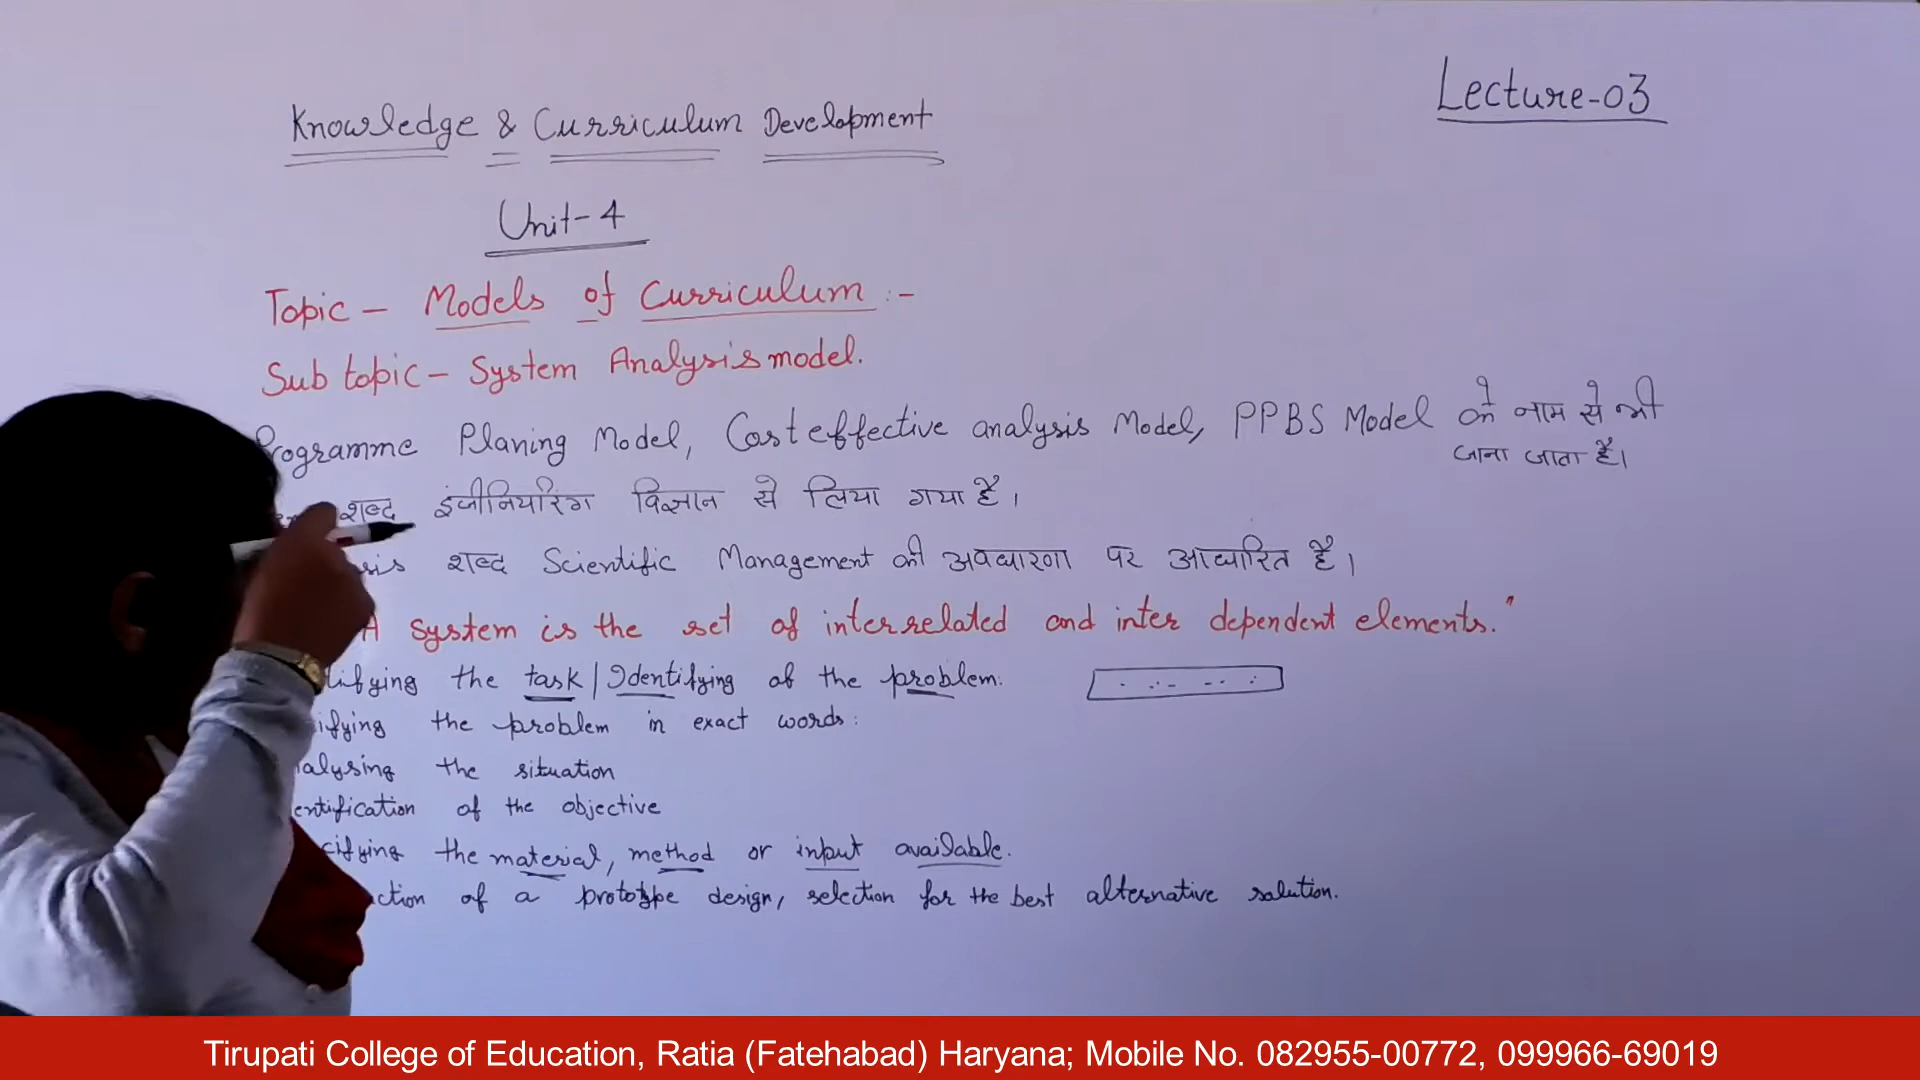 Lecture-03
Knowledge & Curriculum Development
Unit-4
Topic - Models of Curriculum :-
Sub topic - System Analysis model.
Programme Planing Model, Cost effective analysis Model, PPBS Model के नाम से भी
जाना जाता है।
शब्द इंजीनियरिंग विज्ञान से लिया गया है।
शब्द Scientific Management की अवधारणा पर आधारित है।
A system is the set of interrelated and inter dependent elements."
the task / Identifying of the problem.
the problem in exact words:
the situation
of the objective
the material, method or input available.
of a prototype design, selection for the best alternative solution.
Tirupati College of Education, Ratia (Fatehabad) Haryana; Mobile No. 082955-00772, 099966-69019